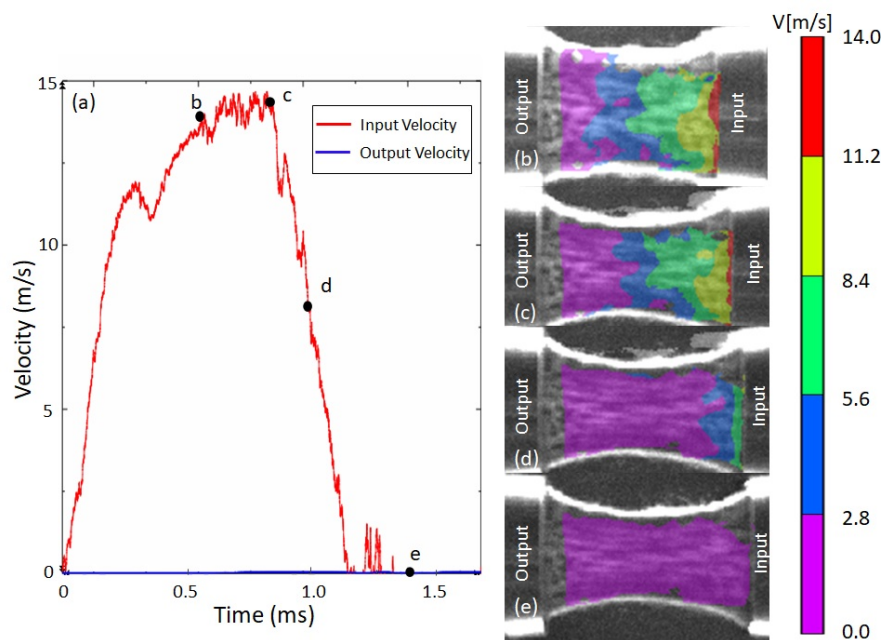 V[m/s]
15
(a)
b
c
Input Velocity
Output Velocity
10
d
5
e
0
0
0.5
1.0
1.5
Velocity (m/s)
Time (ms)
Output
Input
(b)
Output
Input
(c)
Output
Input
(d)
Output
Input
(e)
14.0
11.2
8.4
5.6
2.8
0.0